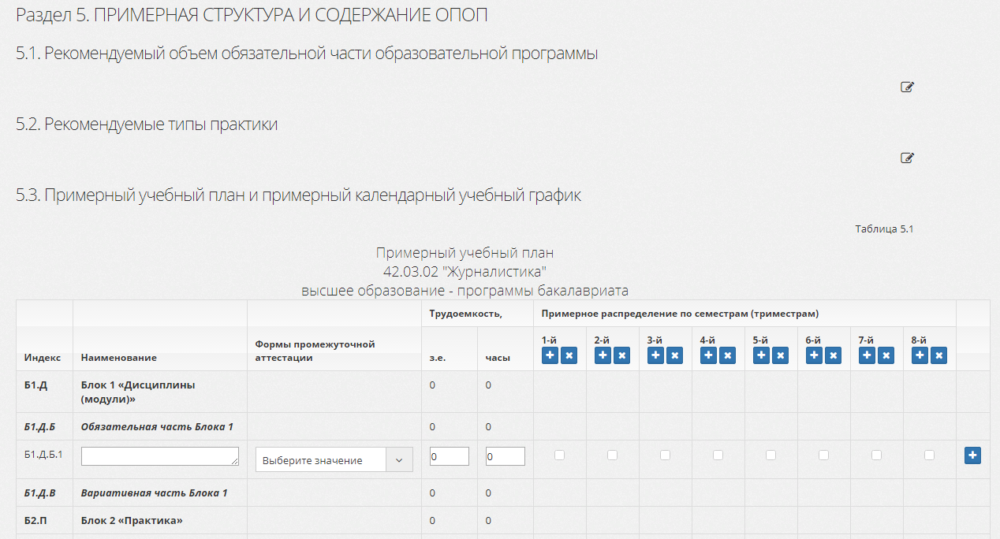 Раздел 5. ПРИМЕРНАЯ СТРУКТУРА И СОДЕРЖАНИЕ ОПОП
5.1. Рекомендуемый объем обязательной части образовательной программы
5.2. Рекомендуемые типы практики
5.3. Примерный учебный план и примерный календарный учебный график
Таблица 5.1
Примерный учебный план
42.03.02 "Журналистика"
высшее образование - программы бакалавриата
Трудоемкость, Примерное распределение по семестрам (триместрам)
Индекс Наименование Формы промежуточной аттестации з.е. часы 1-й 2-й 3-й 4-й 5-й 6-й 7-й 8-й
Б1.Д Блок 1 «Дисциплины (модули)» 0 0
Б1.Д.Б Обязательная часть Блока 1 0 0
Б1.Д.Б.1 Выберите значение 0 0
Б1.Д.В Вариативная часть Блока 1 0 0
Б2.П Блок 2 «Практика» 0 0